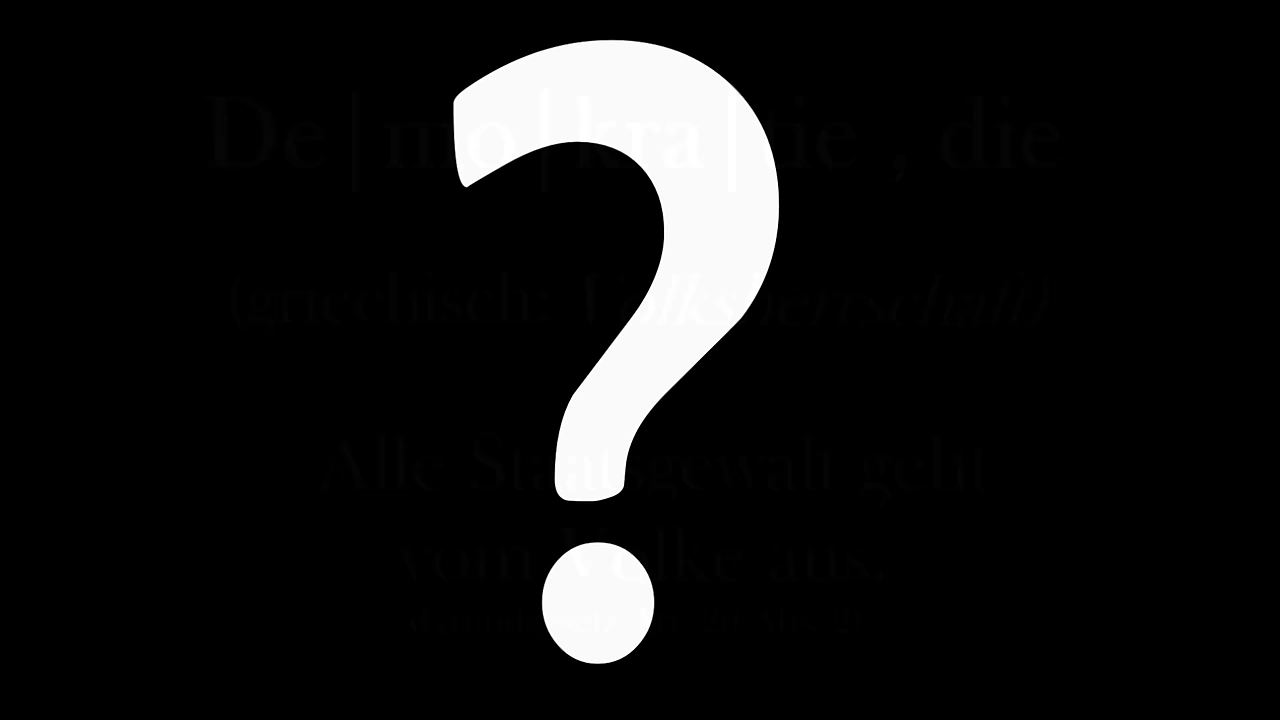 De|mo|kra|tie , die
(griechisch: Volksherrschaft)
?
Alle Staatsgewalt geht
vom Volke aus.